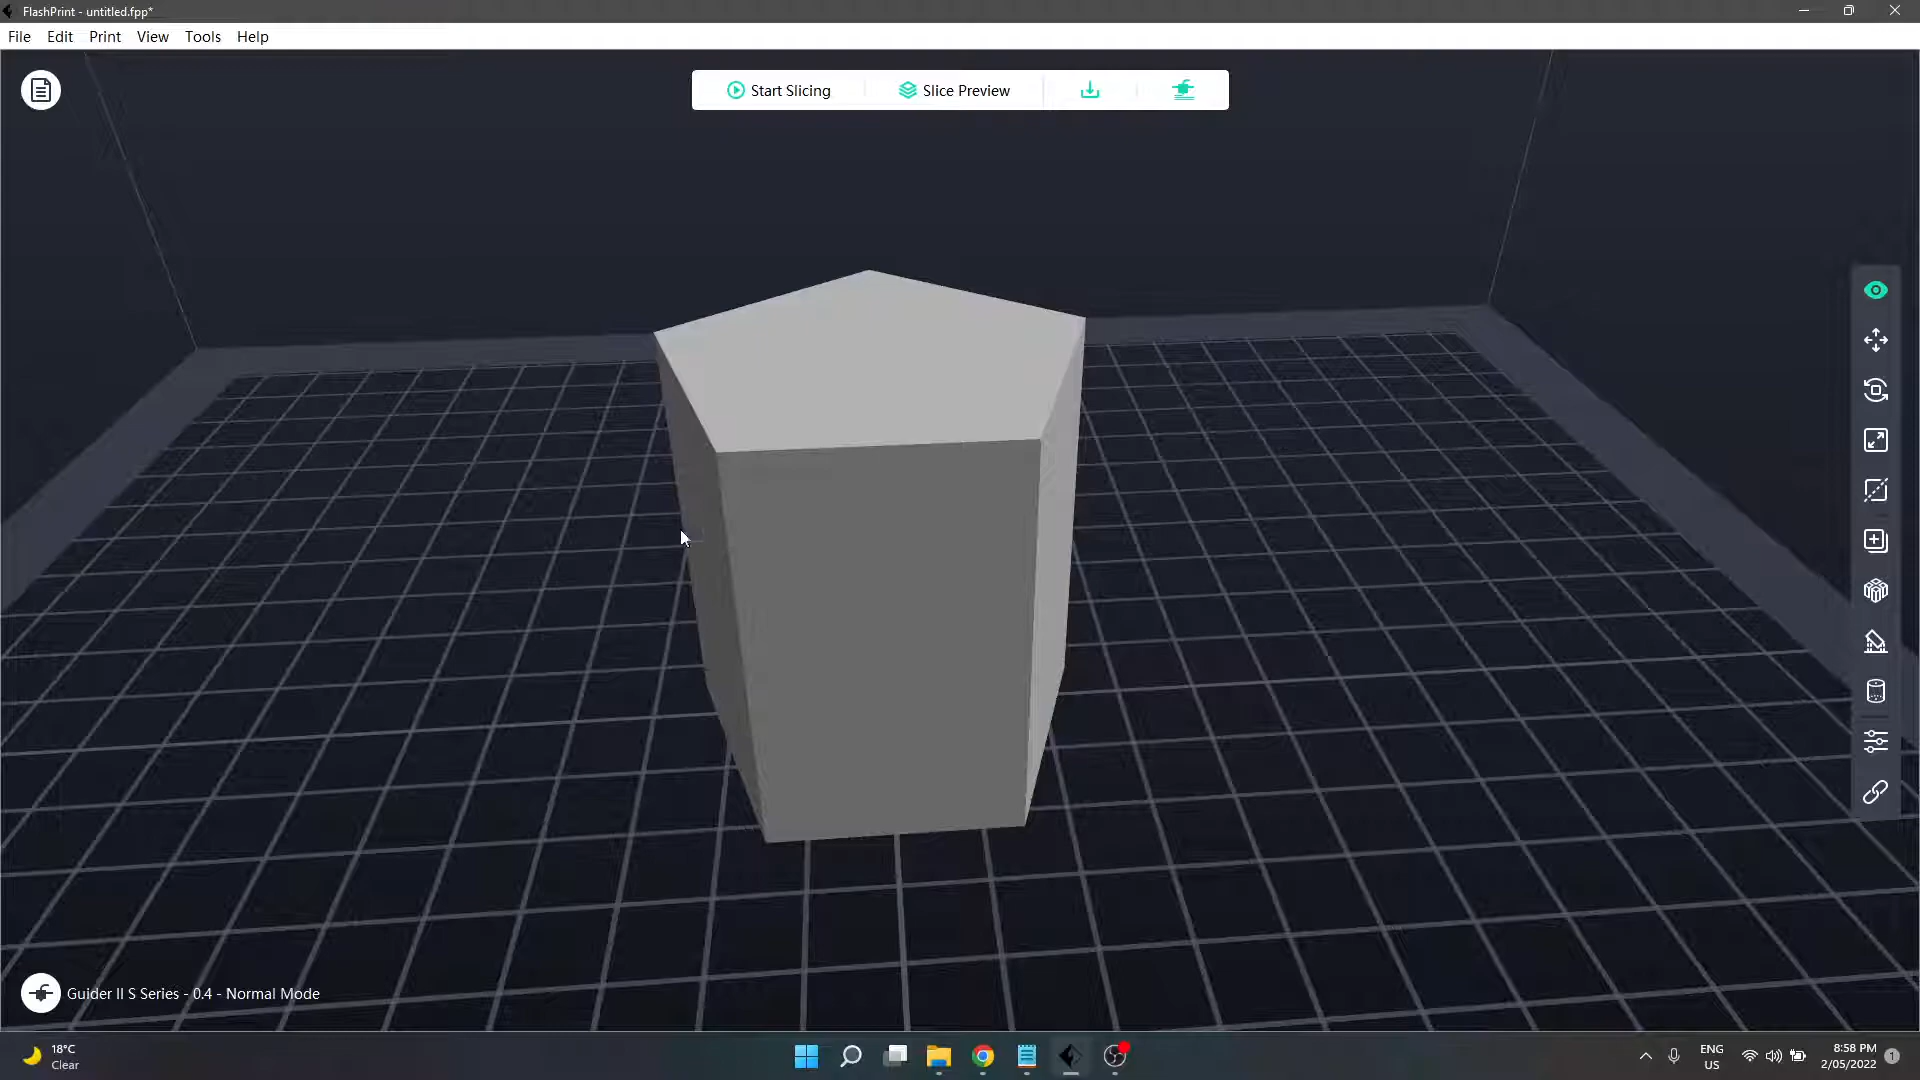 FlashPrint - untitled.fpp*
File Edit Print View Tools Help
Start Slicing Slice Preview
Guider II S Series - 0.4 - Normal Mode
18°C
Clear
ENG
US
8:58 PM
2/05/2022
1